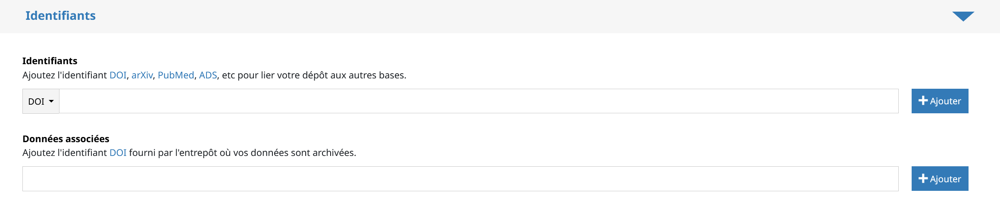 Identifiants
Identifiants
Ajoutez l'identifiant DOI, arXiv, PubMed, ADS, etc pour lier votre dépôt aux autres bases.
DOI
Ajouter
Données associées
Ajoutez l'identifiant DOI fourni par l'entrepôt où vos données sont archivées.
Ajouter